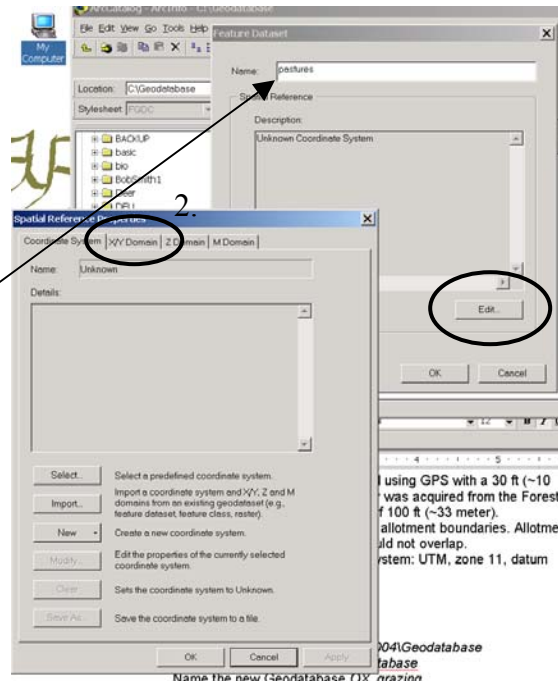 ArcCatalog - ArcInfo - C:\Geodatabase
File Edit View Go Tools Help
My Computer
Location: C:\Geodatabase
Stylesheet: FGDC
BACKUP
basic
bio
BobSmith1
Deer
Feature Dataset
Name: pastures
Spatial Reference
Description:
Unknown Coordinate System
Edit...
OK Cancel
2.
Spatial Reference Properties
Coordinate System X/Y Domain Z Domain M Domain
Name: Unknown
Details:
Select... Select a predefined coordinate system.
Import... Import a coordinate system and X/Y, Z and M
domains from an existing geodataset (e.g.,
feature dataset, feature class, raster).
New Create a new coordinate system.
Modify... Edit the properties of the currently selected
coordinate system.
Clear Sets the coordinate system to Unknown.
Save As... Save the coordinate system to a file.
OK Cancel Apply
12 B I U
4 5
using GPS with a 30 ft (~10
was acquired from the Forest
f 100 ft (~33 meter).
allotment boundaries. Allotme
uld not overlap.
stem: UTM, zone 11, datum
004\Geodatabase
tabase
Name the new Geodatabase OX_grazing